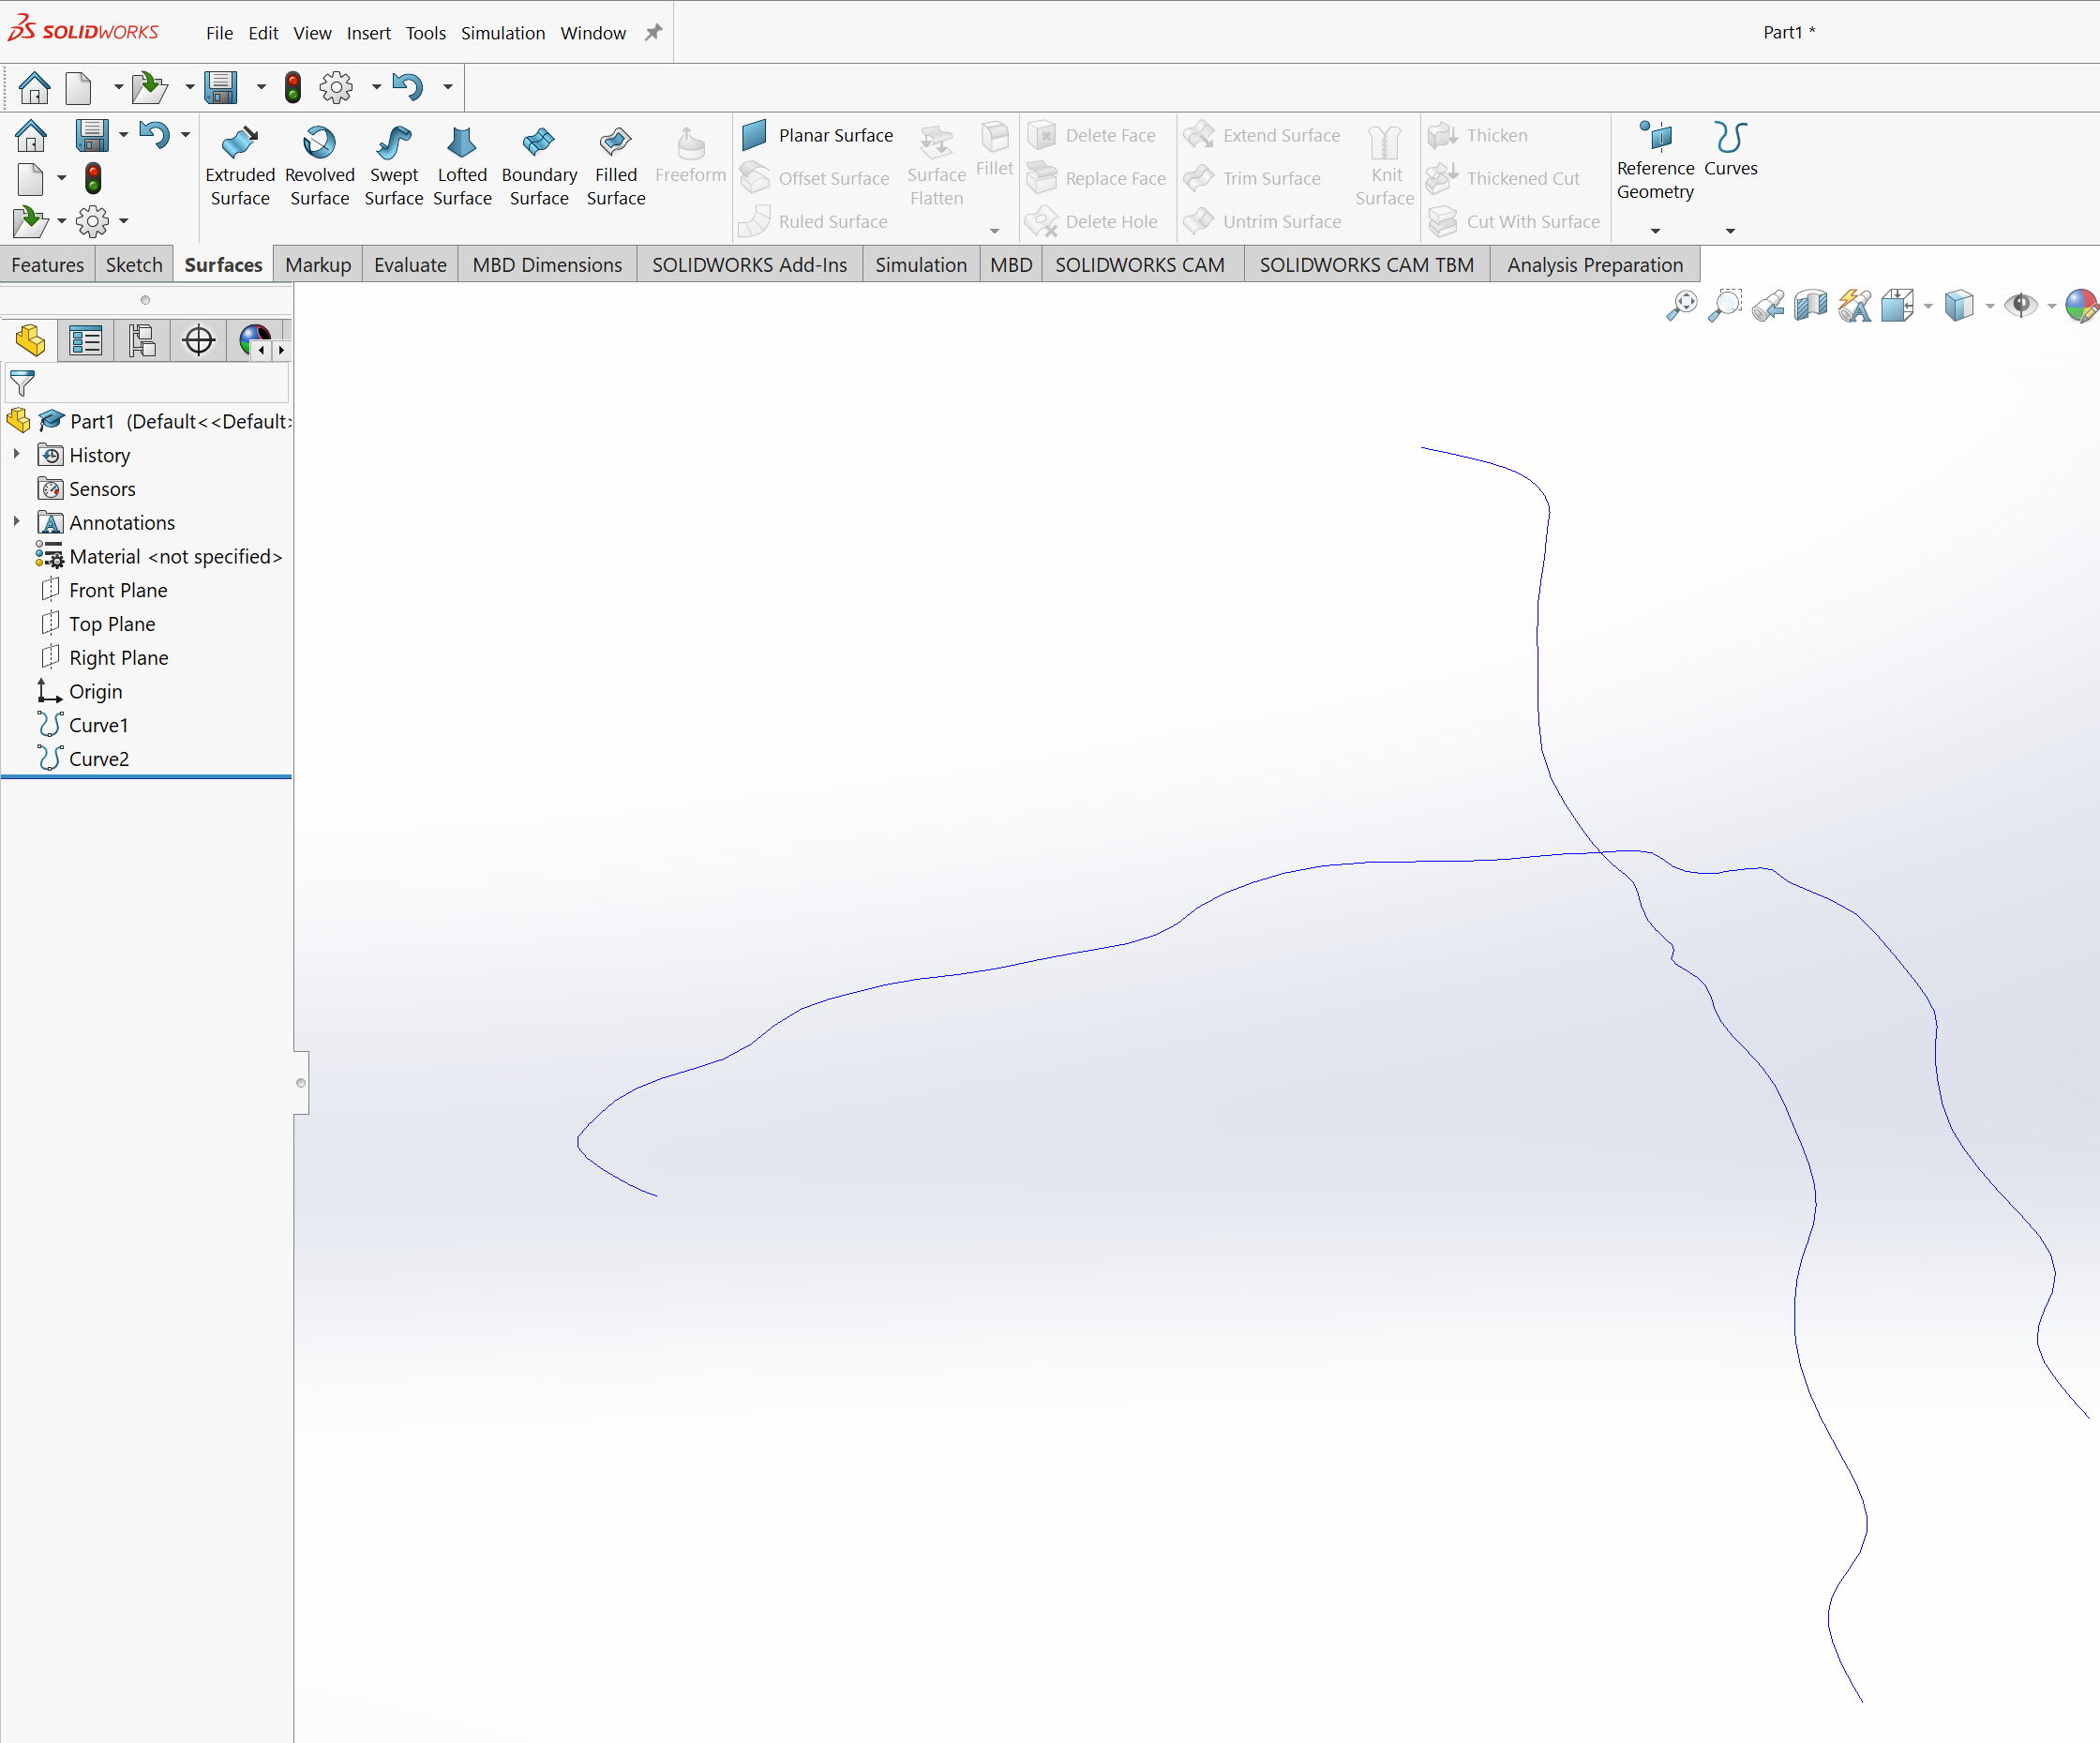 SOLIDWORKS File Edit View Insert Tools Simulation Window Part1 *
Extruded Surface
Revolved Surface
Swept Surface
Lofted Surface
Boundary Surface
Filled Surface
Freeform
Planar Surface
Offset Surface
Ruled Surface
Surface Flatten
Fillet
Delete Face
Replace Face
Delete Hole
Extend Surface
Trim Surface
Untrim Surface
Knit Surface
Thicken
Thickened Cut
Cut With Surface
Reference Geometry
Curves
Features Sketch Surfaces Markup Evaluate MBD Dimensions SOLIDWORKS Add-Ins Simulation MBD SOLIDWORKS CAM SOLIDWORKS CAM TBM Analysis Preparation
Part1 (Default<<Default>
History
Sensors
Annotations
Material <not specified>
Front Plane
Top Plane
Right Plane
Origin
Curve1
Curve2